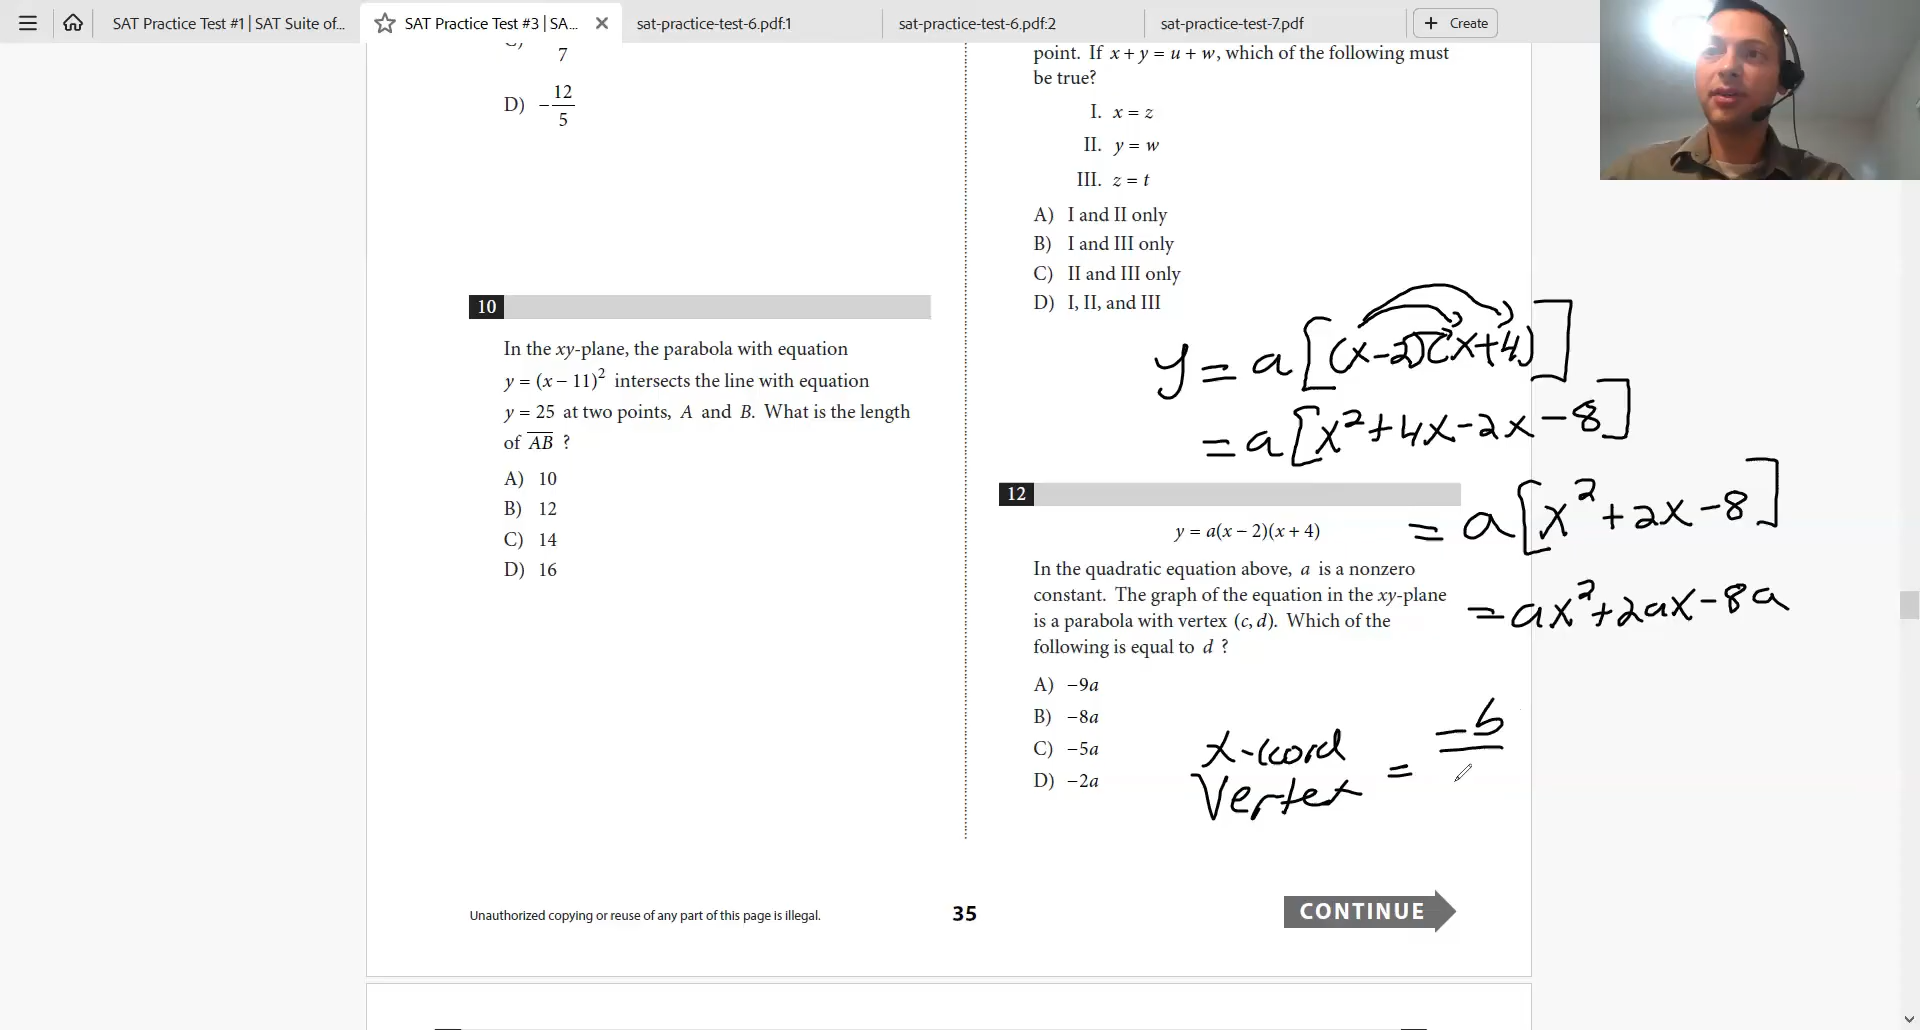 SAT Practice Test #1 | SAT Suite of...
SAT Practice Test #3 | SA...
sat-practice-test-6.pdf:1
sat-practice-test-6.pdf:2
sat-practice-test-7.pdf
+ Create
7
D) −12/5
10
In the xy-plane, the parabola with equation
y = (x − 11)² intersects the line with equation
y = 25 at two points, A and B. What is the length
of AB ?
A) 10
B) 12
C) 14
D) 16
point. If x + y = u + w, which of the following must
be true?
I. x = z
II. y = w
III. z = t
A) I and II only
B) I and III only
C) II and III only
D) I, II, and III
y = a[(x-2)(x+4)]
= a[x²+4x-2x-8]
= a[x²+2x-8]
= ax²+2ax-8a
12
y = a(x − 2)(x + 4)
In the quadratic equation above, a is a nonzero
constant. The graph of the equation in the xy-plane
is a parabola with vertex (c, d). Which of the
following is equal to d ?
A) −9a
B) −8a
C) −5a
D) −2a
x-coord
Vertex = -b
Unauthorized copying or reuse of any part of this page is illegal.
35
CONTINUE